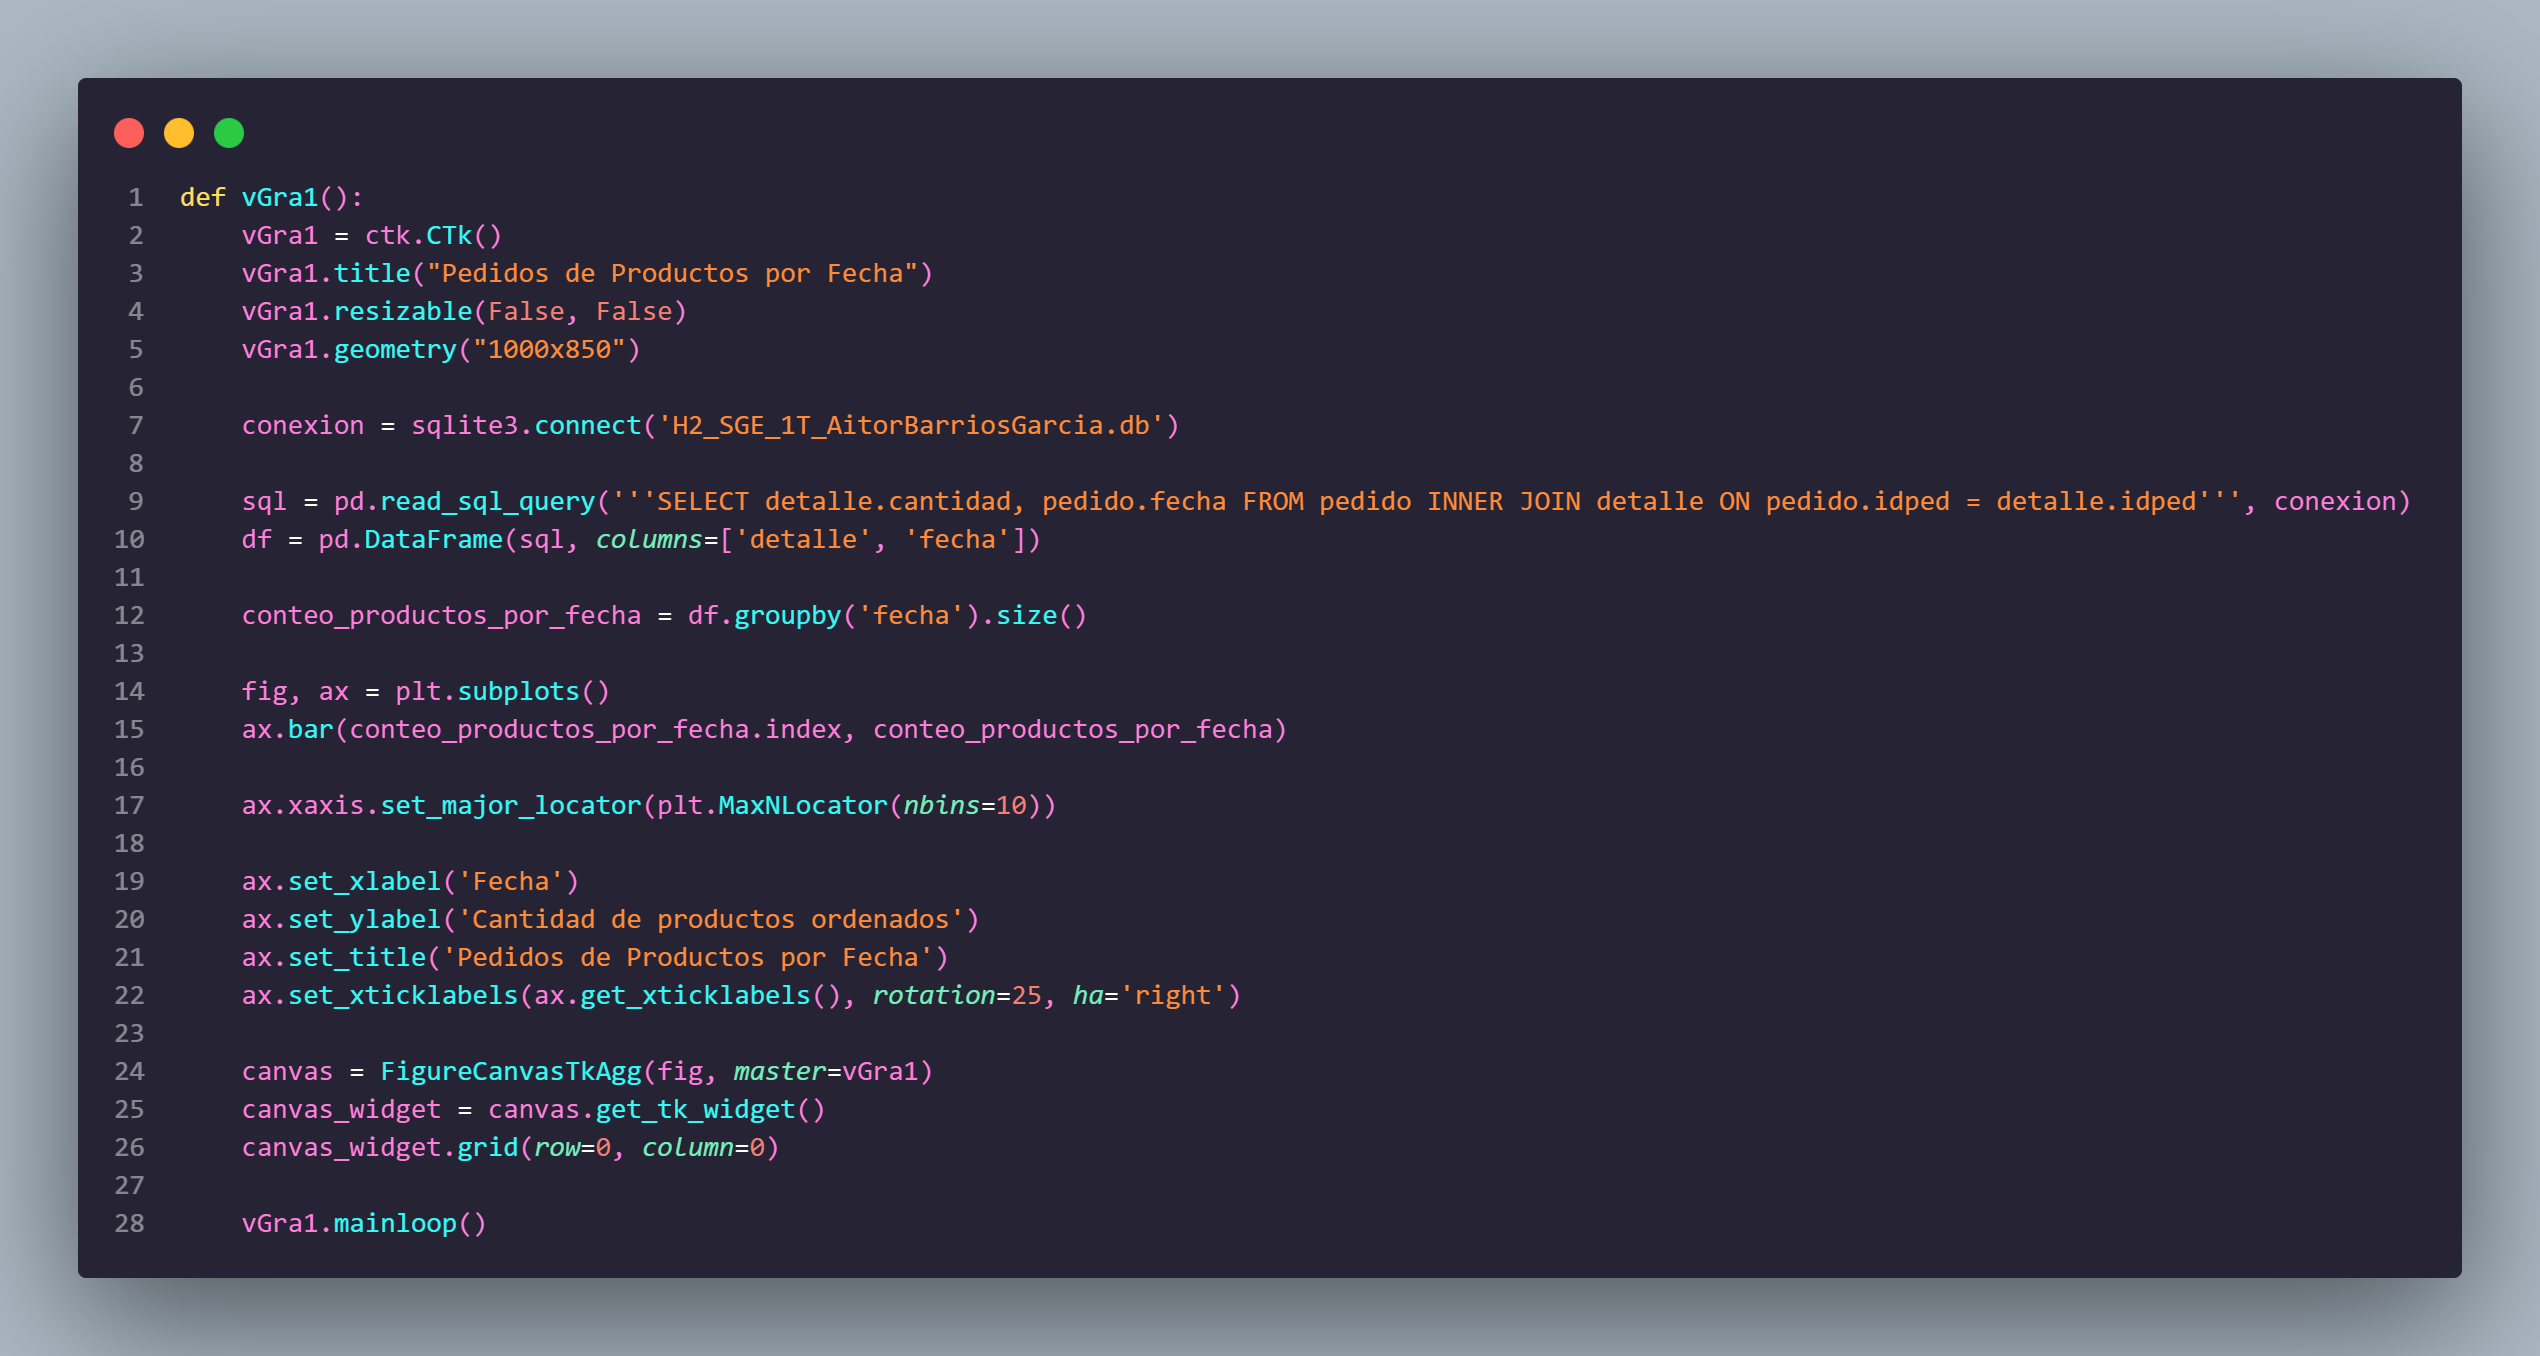 1 def vGra1():
2     vGra1 = ctk.CTk()
3     vGra1.title("Pedidos de Productos por Fecha")
4     vGra1.resizable(False, False)
5     vGra1.geometry("1000x850")
6
7     conexion = sqlite3.connect('H2_SGE_1T_AitorBarriosGarcia.db')
8
9     sql = pd.read_sql_query('''SELECT detalle.cantidad, pedido.fecha FROM pedido INNER JOIN detalle ON pedido.idped = detalle.idped''', conexion)
10     df = pd.DataFrame(sql, columns=['detalle', 'fecha'])
11
12     conteo_productos_por_fecha = df.groupby('fecha').size()
13
14     fig, ax = plt.subplots()
15     ax.bar(conteo_productos_por_fecha.index, conteo_productos_por_fecha)
16
17     ax.xaxis.set_major_locator(plt.MaxNLocator(nbins=10))
18
19     ax.set_xlabel('Fecha')
20     ax.set_ylabel('Cantidad de productos ordenados')
21     ax.set_title('Pedidos de Productos por Fecha')
22     ax.set_xticklabels(ax.get_xticklabels(), rotation=25, ha='right')
23
24     canvas = FigureCanvasTkAgg(fig, master=vGra1)
25     canvas_widget = canvas.get_tk_widget()
26     canvas_widget.grid(row=0, column=0)
27
28     vGra1.mainloop()